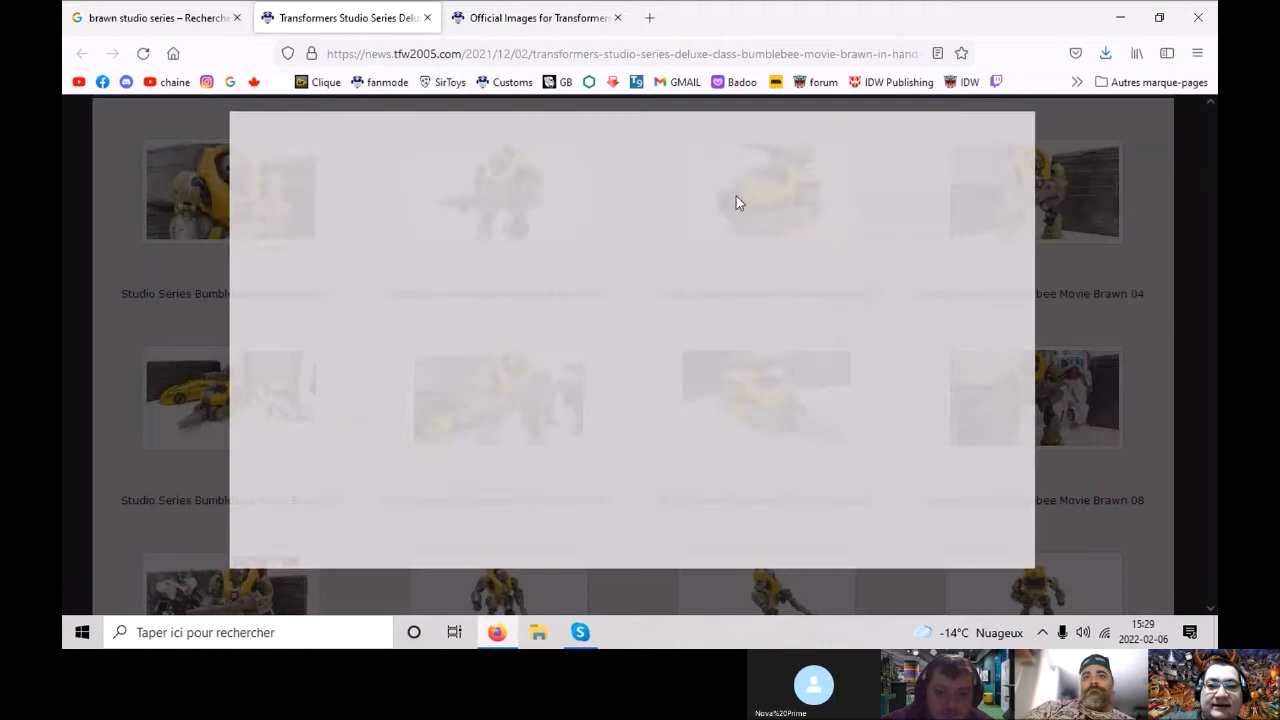 brawn studio series – Recherche
Transformers Studio Series Delu
Official Images for Transformers
https://news.tfw2005.com/2021/12/02/transformers-studio-series-deluxe-class-bumblebee-movie-brawn-in-hand
chaine
Clique
fanmode
SirToys
Customs
GB
GMAIL
Badoo
forum
IDW Publishing
IDW
Autres marque-pages
Studio Series Bumbl
bee Movie Brawn 04
Studio Series Bumbl
bee Movie Brawn 08
Taper ici pour rechercher
-14°C Nuageux
15:29
2022-02-06
Nova%20Prime